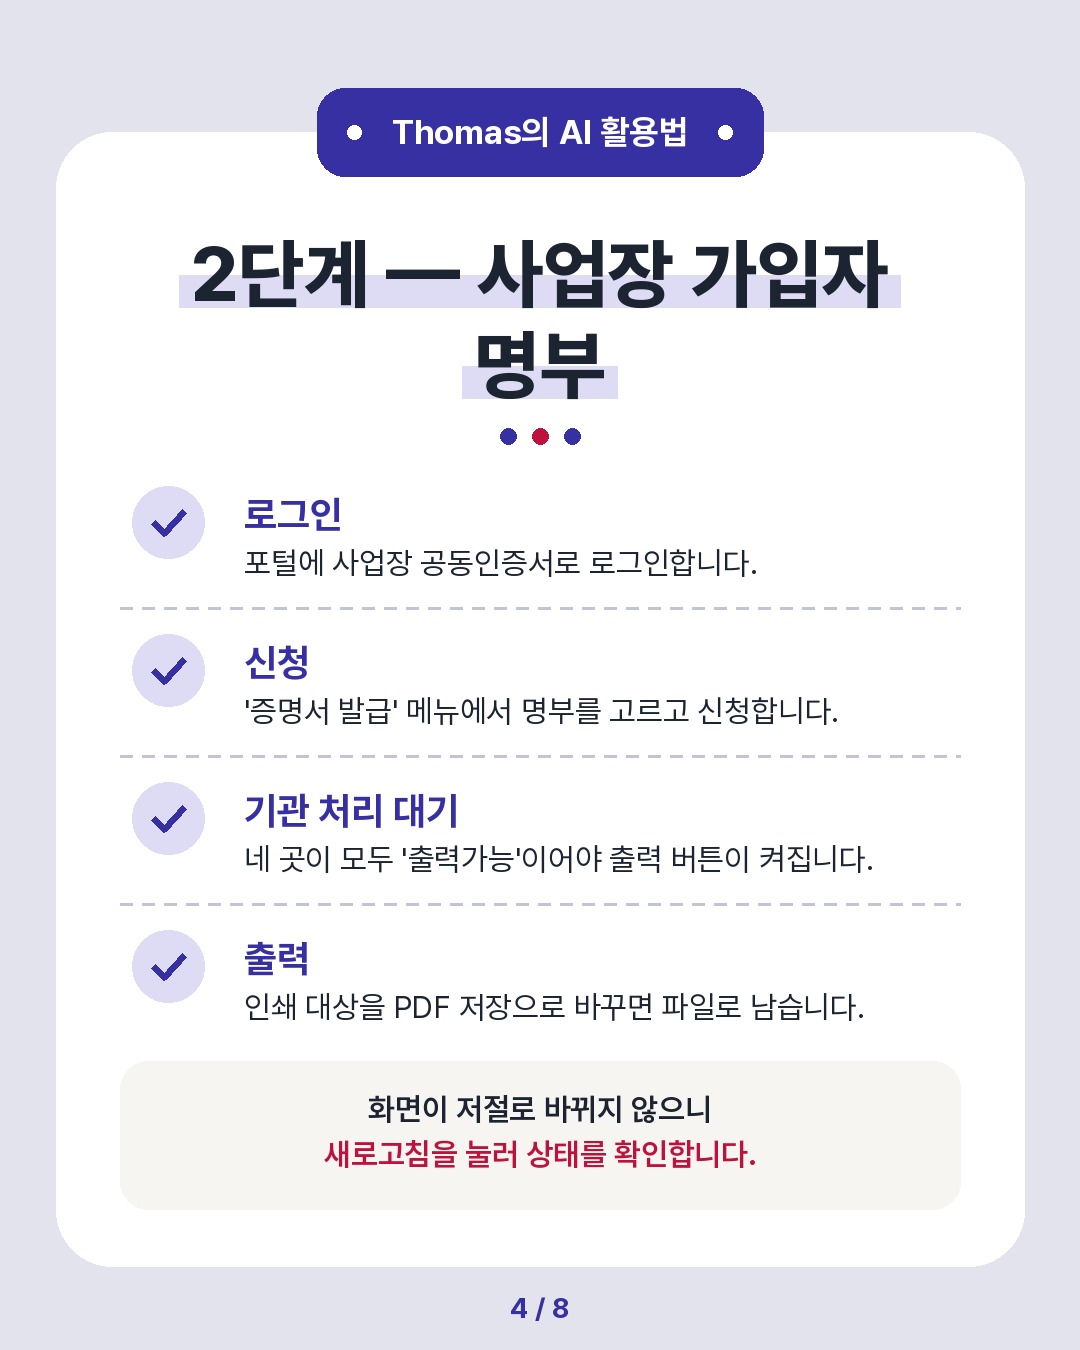 Thomas의 AI 활용법
2단계 — 사업장 가입자
명부
로그인
포털에 사업장 공동인증서로 로그인합니다.
신청
'증명서 발급' 메뉴에서 명부를 고르고 신청합니다.
기관 처리 대기
네 곳이 모두 '출력가능'이어야 출력 버튼이 켜집니다.
출력
인쇄 대상을 PDF 저장으로 바꾸면 파일로 남습니다.
화면이 저절로 바뀌지 않으니
새로고침을 눌러 상태를 확인합니다.
4 / 8